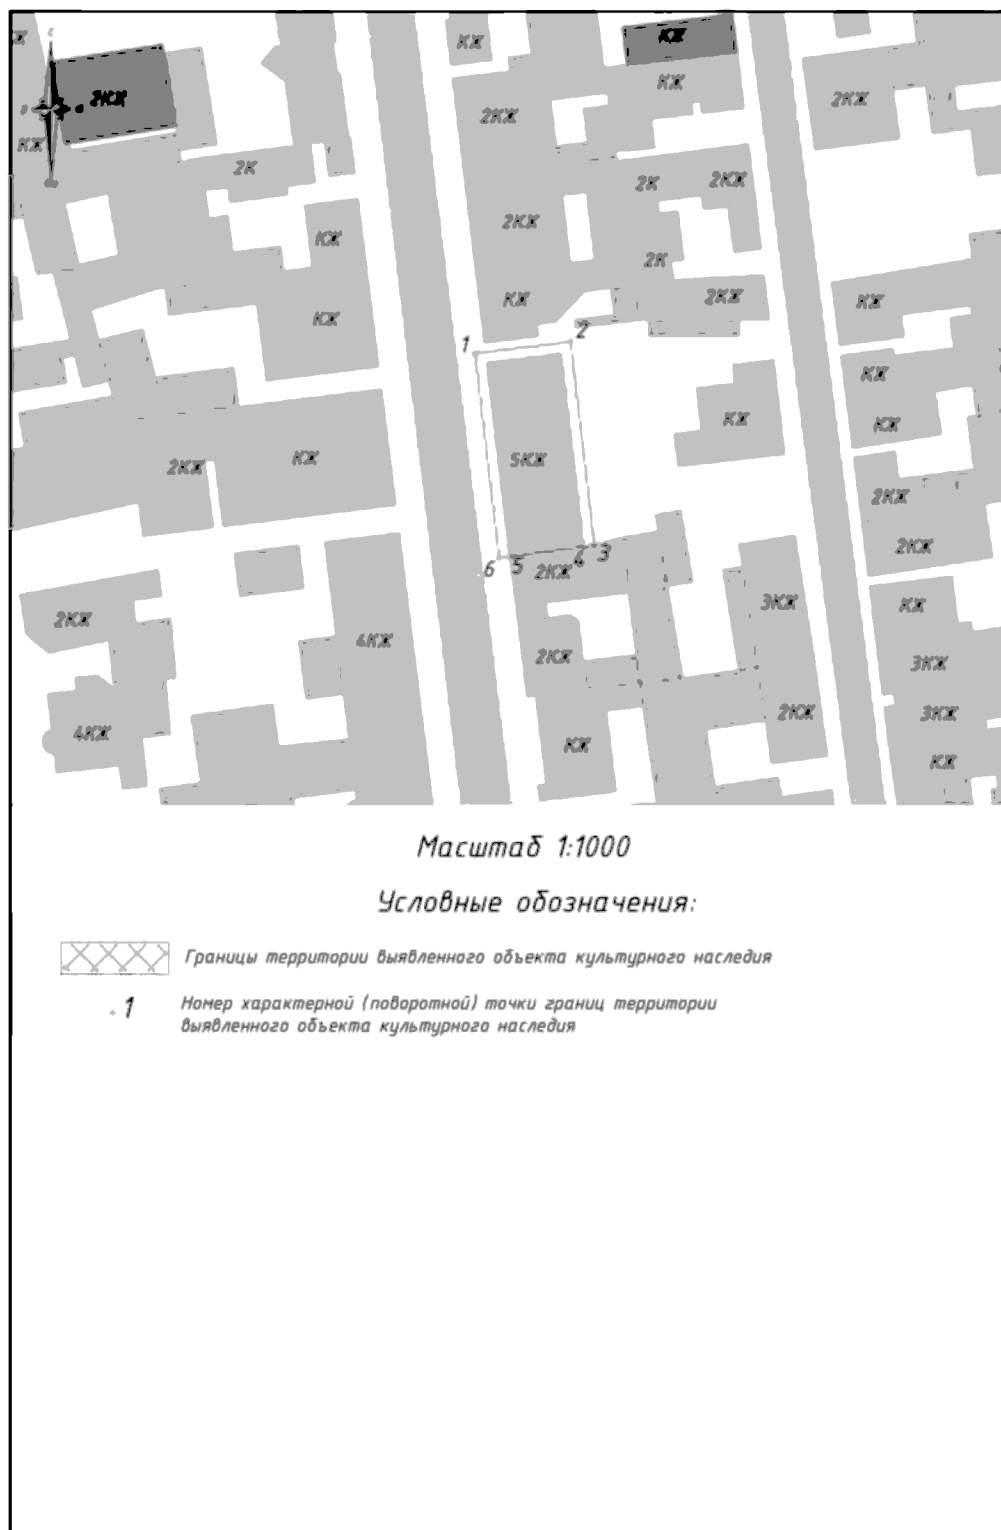 КЖ
КЖ
2КЖ
КЖ
2КЖ
2КЖ
КЖ
2К
2К
2КЖ
2КЖ
КЖ
2К
КЖ
2КЖ
КЖ
КЖ
1
2
КЖ
КЖ
КЖ
5КЖ
КЖ
2КЖ
2КЖ
2КЖ
6
5
4
3
2КЖ
3КЖ
КЖ
2КЖ
4КЖ
2КЖ
3КЖ
4КЖ
КЖ
2КЖ
3КЖ
КЖ
Масштаб 1:1000
Условные обозначения:
Границы территории выявленного объекта культурного наследия
1
Номер характерной (поворотной) точки границ территории
выявленного объекта культурного наследия